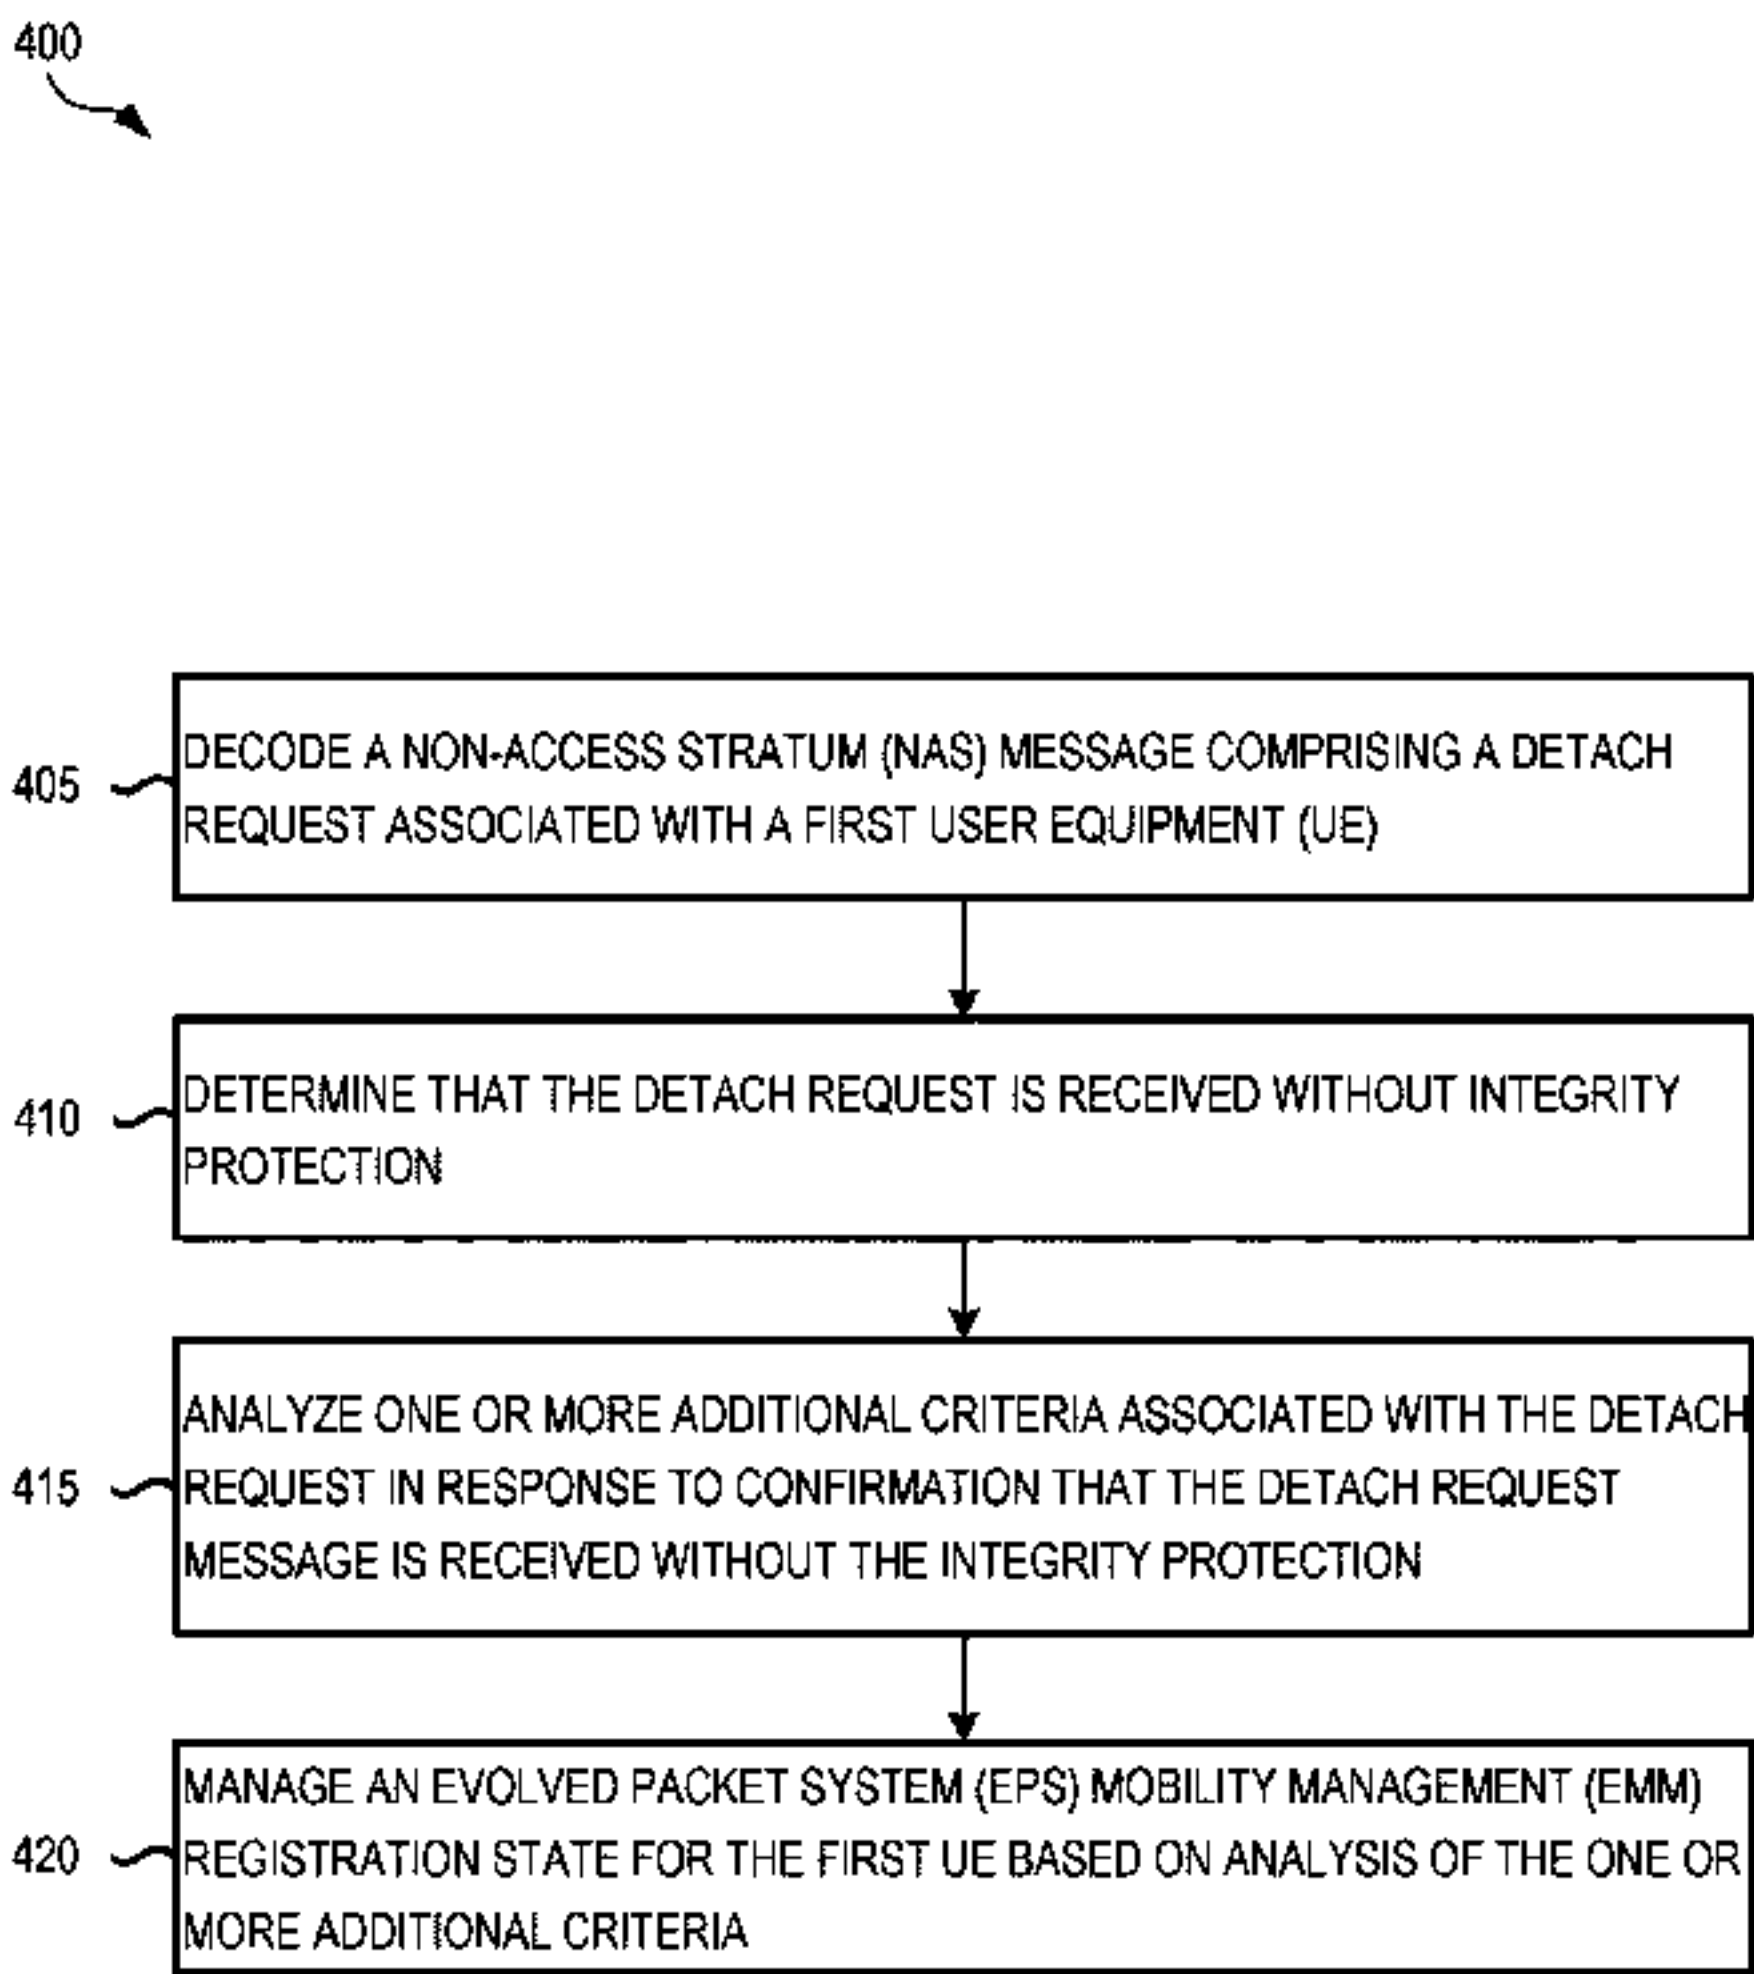 400
405
DECODE A NON-ACCESS STRATUM (NAS) MESSAGE COMPRISING A DETACH
REQUEST ASSOCIATED WITH A FIRST USER EQUIPMENT (UE)
410
DETERMINE THAT THE DETACH REQUEST IS RECEIVED WITHOUT INTEGRITY
PROTECTION
415
ANALYZE ONE OR MORE ADDITIONAL CRITERIA ASSOCIATED WITH THE DETACH
REQUEST IN RESPONSE TO CONFIRMATION THAT THE DETACH REQUEST
MESSAGE IS RECEIVED WITHOUT THE INTEGRITY PROTECTION
420
MANAGE AN EVOLVED PACKET SYSTEM (EPS) MOBILITY MANAGEMENT (EMM)
REGISTRATION STATE FOR THE FIRST UE BASED ON ANALYSIS OF THE ONE OR
MORE ADDITIONAL CRITERIA